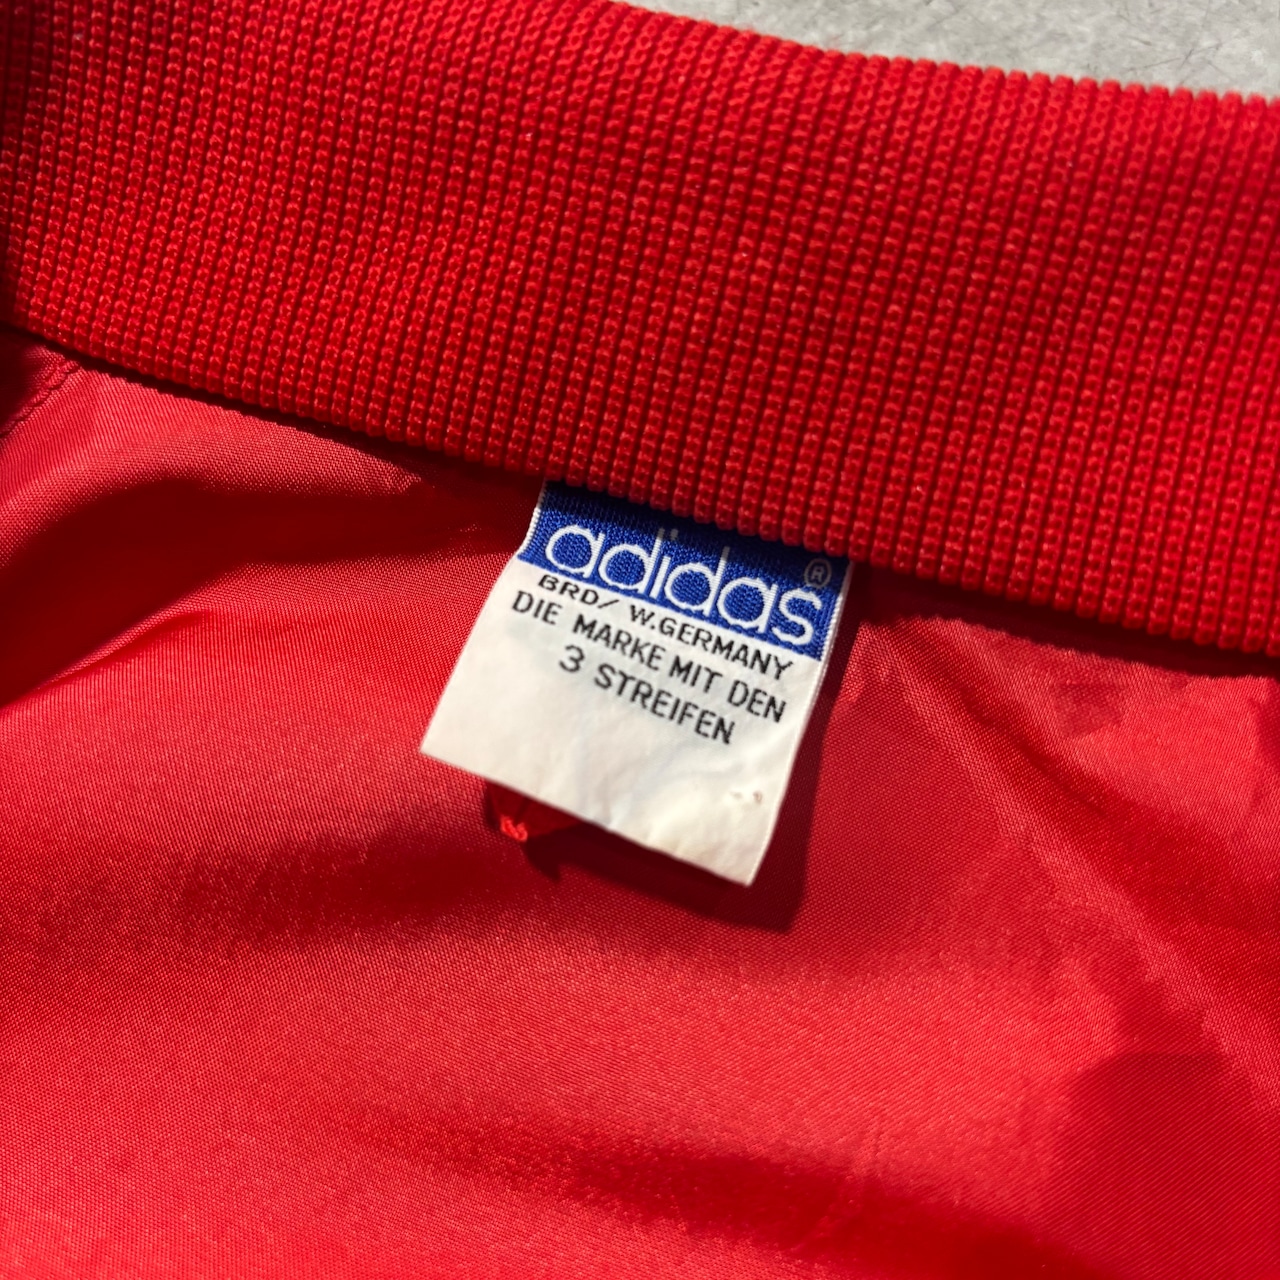 adidas®
BRD/ W.GERMANY
DIE MARKE MIT DEN
3 STREIFEN